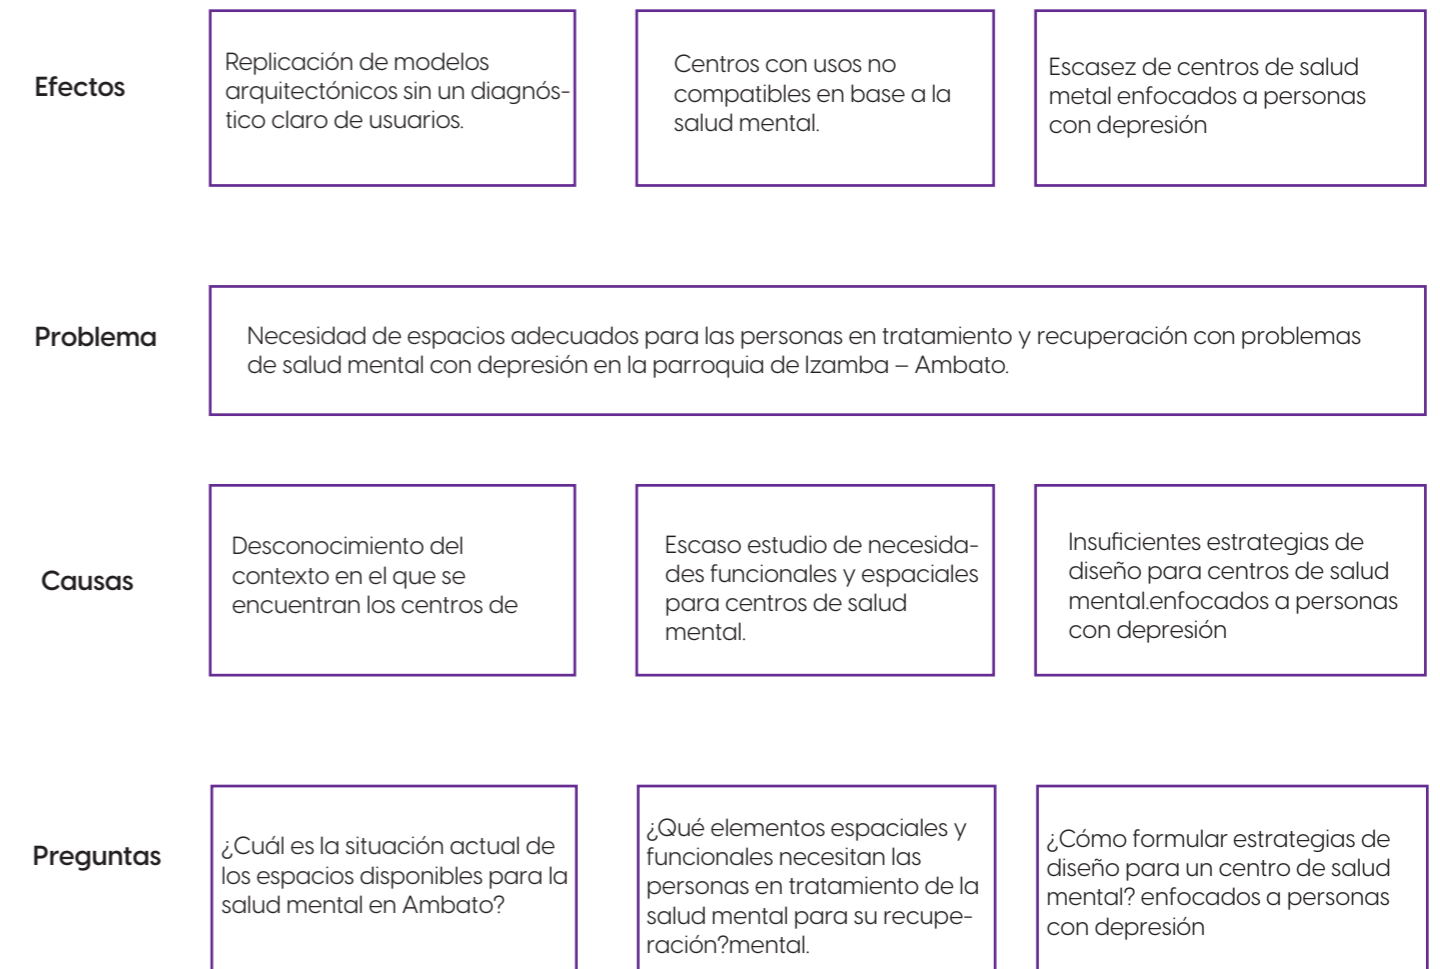 Efectos
Replicación de modelos
arquitectónicos sin un diagnós-
tico claro de usuarios.
Centros con usos no
compatibles en base a la
salud mental.
Escasez de centros de salud
metal enfocados a personas
con depresión
Problema
Necesidad de espacios adecuados para las personas en tratamiento y recuperación con problemas
de salud mental con depresión en la parroquia de Izamba – Ambato.
Causas
Desconocimiento del
contexto en el que se
encuentran los centros de
Escaso estudio de necesida-
des funcionales y espaciales
para centros de salud
mental.
Insuficientes estrategias de
diseño para centros de salud
mental.enfocados a personas
con depresión
Preguntas
¿Cuál es la situación actual de
los espacios disponibles para la
salud mental en Ambato?
¿Qué elementos espaciales y
funcionales necesitan las
personas en tratamiento de la
salud mental para su recupe-
ración?mental.
¿Cómo formular estrategias de
diseño para un centro de salud
mental? enfocados a personas
con depresión